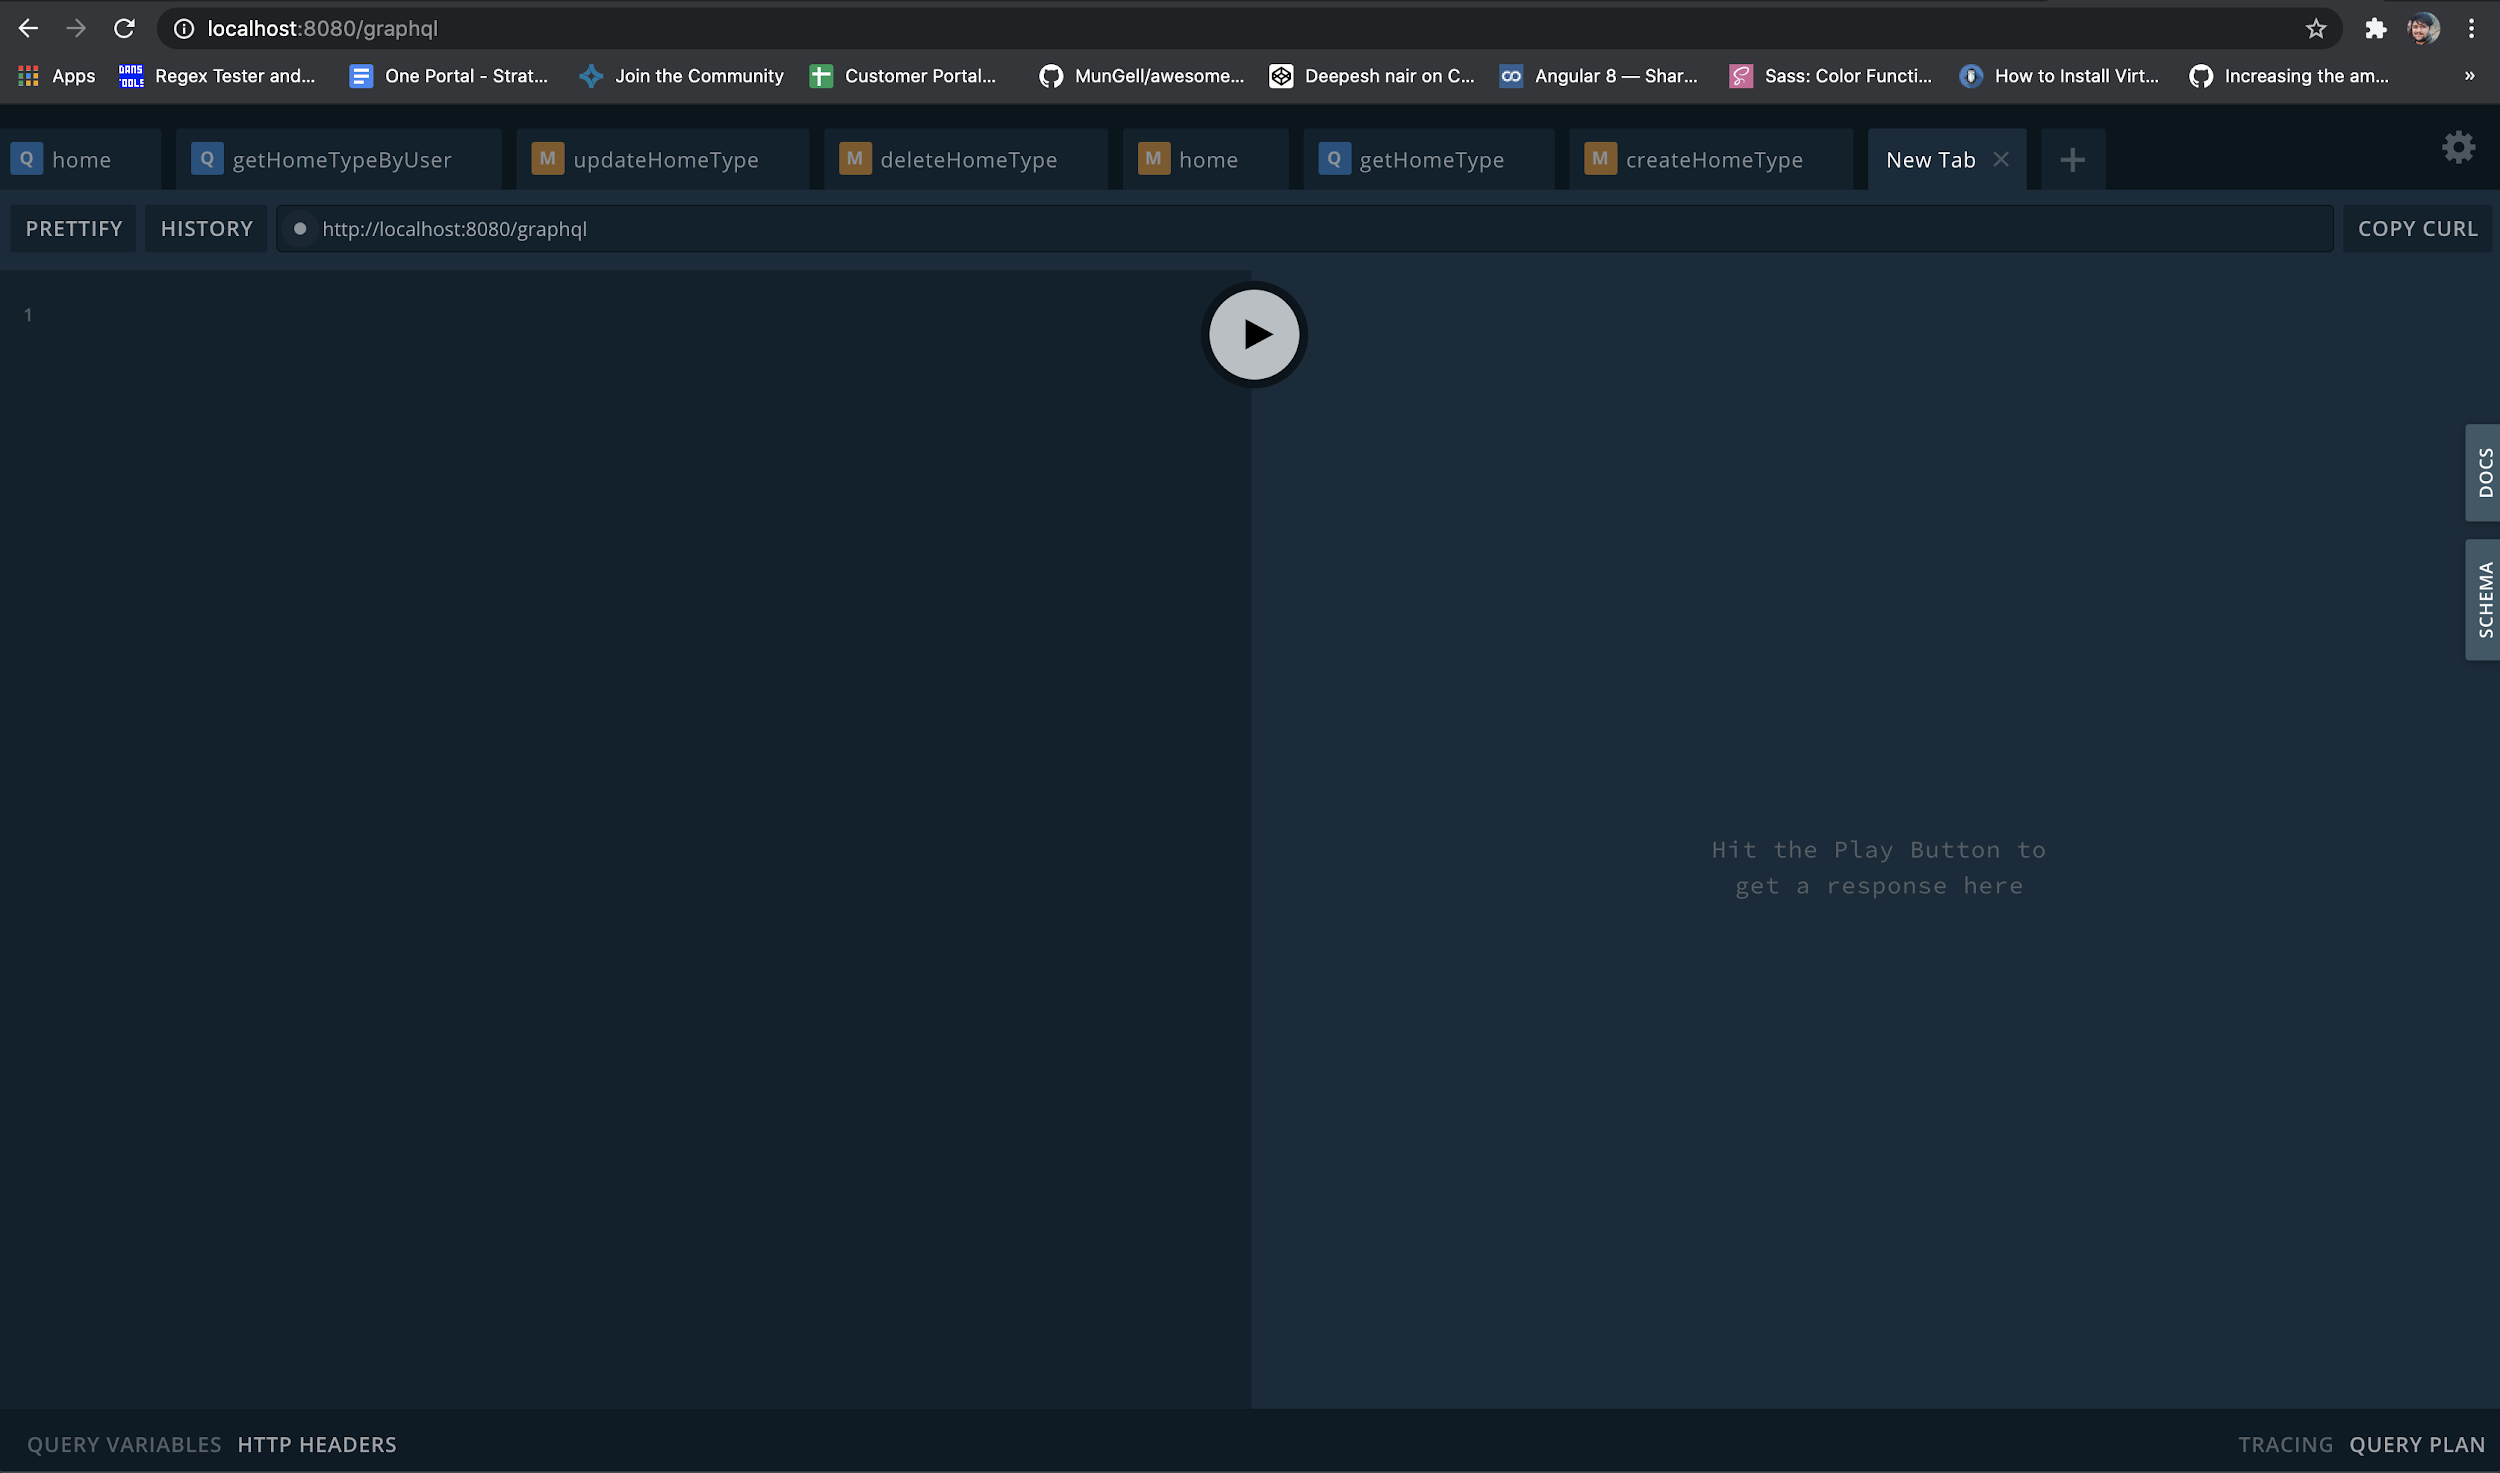 localhost:8080/graphql
Apps DANS TOOLS Regex Tester and... One Portal - Strat... Join the Community Customer Portal... MunGell/awesome... Deepesh nair on C... Angular 8 — Shar... Sass: Color Functi... How to Install Virt... Increasing the am... »
Q home Q getHomeTypeByUser M updateHomeType M deleteHomeType M home Q getHomeType M createHomeType New Tab
PRETTIFY HISTORY http://localhost:8080/graphql COPY CURL
1
DOCS
SCHEMA
Hit the Play Button to
get a response here
QUERY VARIABLES HTTP HEADERS TRACING QUERY PLAN